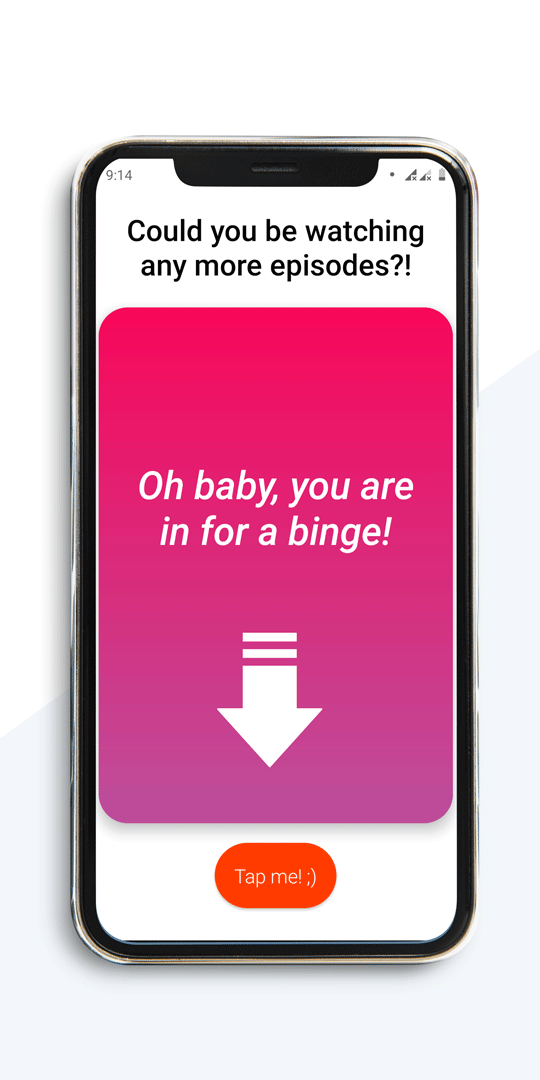 9:14
Could you be watching
any more episodes?!
Oh baby, you are
in for a binge!
Tap me! ;)